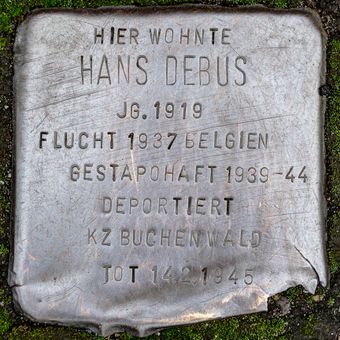 HIER WOHNTE
HANS DEBUS
JG. 1919
FLUCHT 1937 BELGIEN
GESTAPOHAFT 1939-44
DEPORTIERT
KZ BUCHENWALD
TOT 14.2.1945